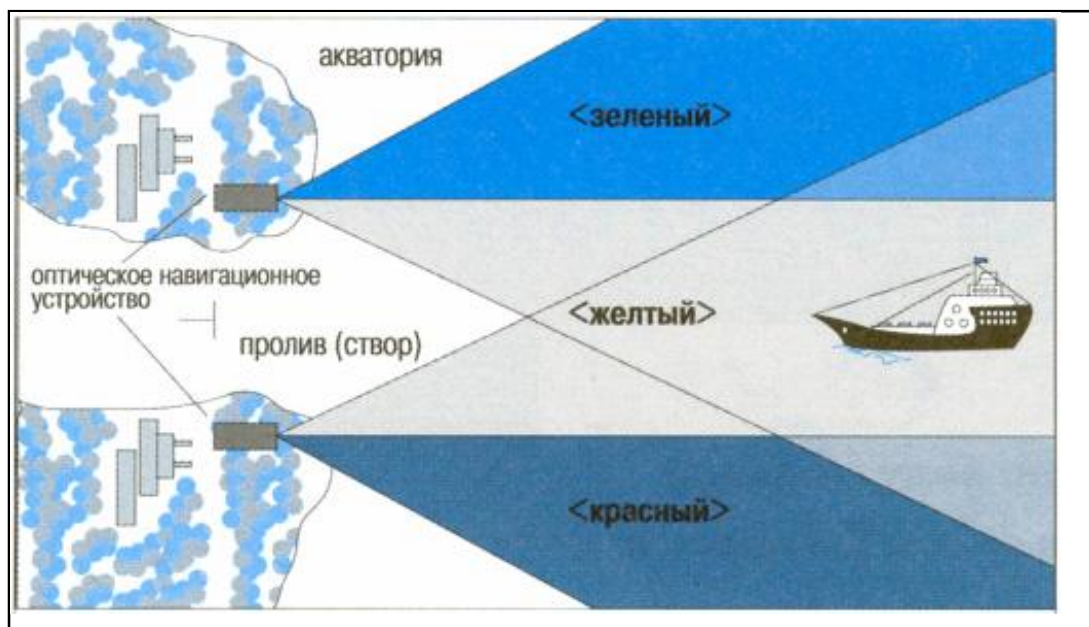 акватория
<зеленый>
оптическое навигационное
устройство
<желтый>
пролив (створ)
<красный>